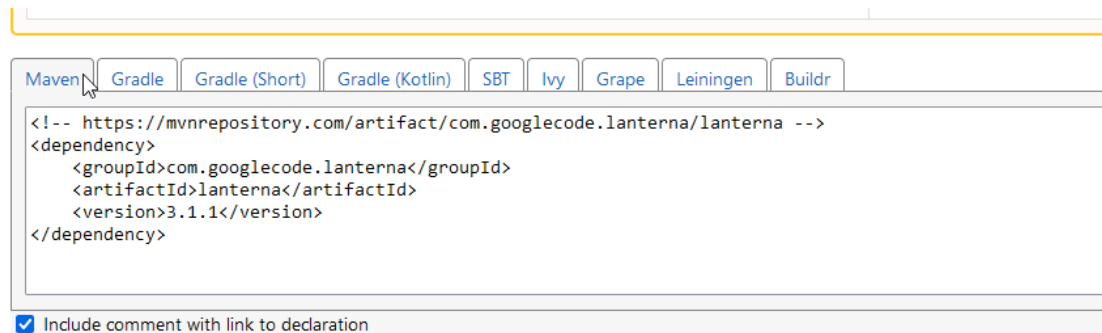 Maven Gradle Gradle (Short) Gradle (Kotlin) SBT Ivy Grape Leiningen Buildr
<!-- https://mvnrepository.com/artifact/com.googlecode.lanterna/lanterna -->
<dependency>
    <groupId>com.googlecode.lanterna</groupId>
    <artifactId>lanterna</artifactId>
    <version>3.1.1</version>
</dependency>
Include comment with link to declaration